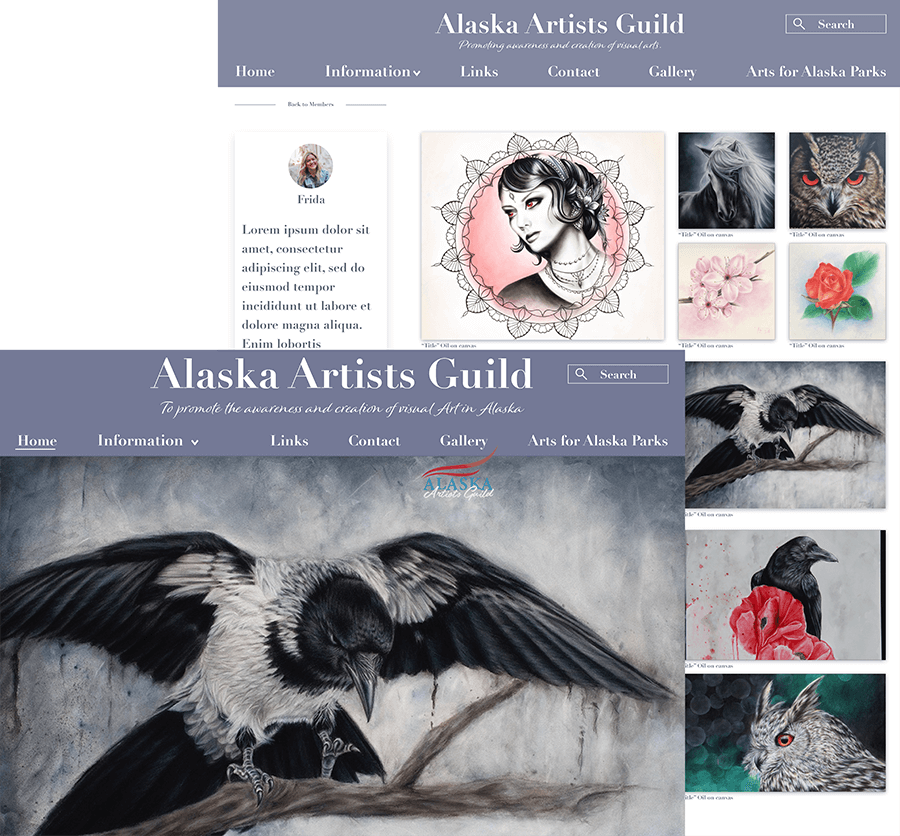 Alaska Artists Guild
Promoting awareness and creation of visual arts.
Search
Home Information Links Contact Gallery Arts for Alaska Parks
Back to Members
Frida
Lorem ipsum dolor sit
amet, consectetur
adipiscing elit, sed do
eiusmod tempor
incididunt ut labore et
dolore magna aliqua.
Enim lobortis
"Title" Oil on canvas
"Title" Oil on canvas
"Title" Oil on canvas
"Title" Oil on canvas
"Title" Oil on canvas
Alaska Artists Guild
To promote the awareness and creation of visual Art in Alaska
Search
Home Information Links Contact Gallery Arts for Alaska Parks
ALASKA
Artists Guild
itle" Oil on canvas
itle" Oil on canvas
itle" Oil on canvas